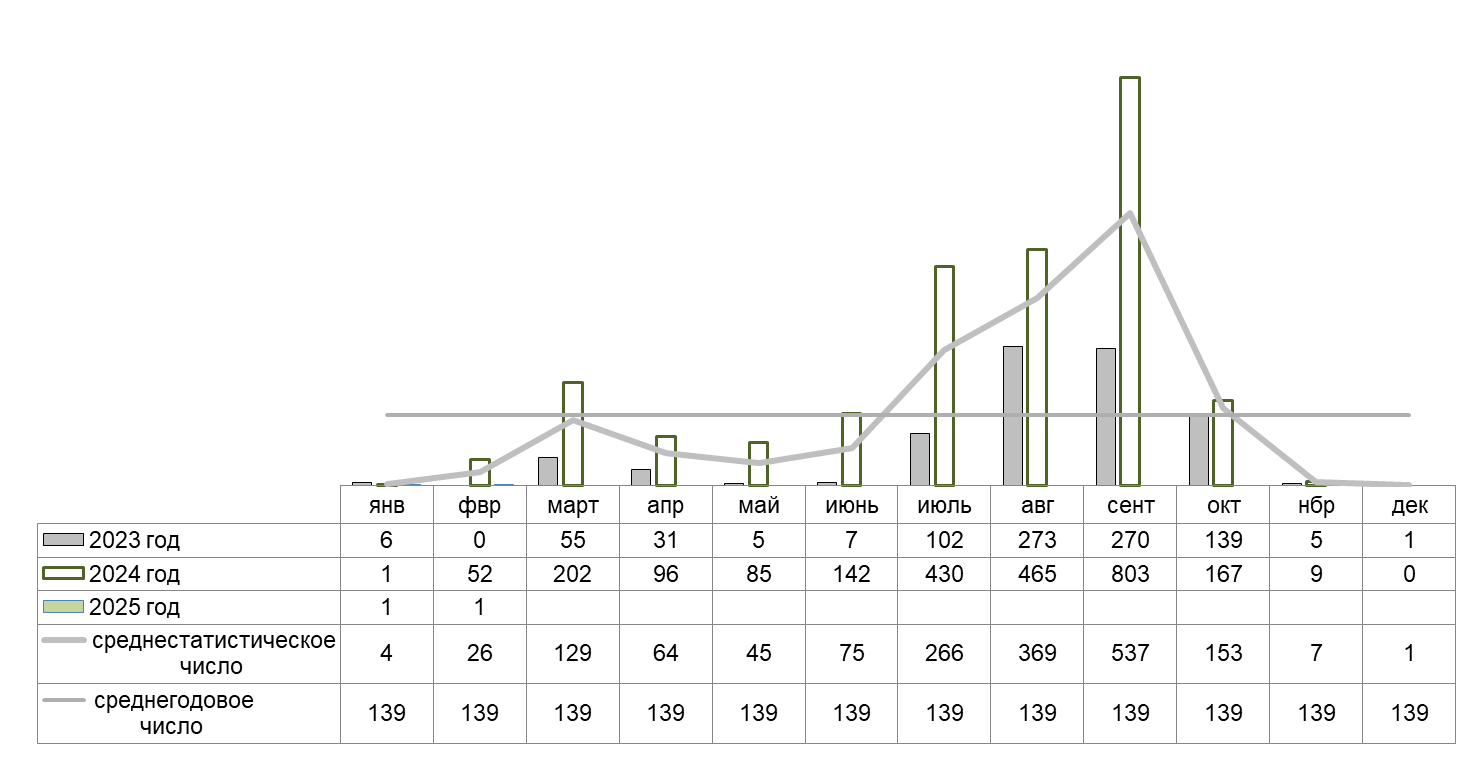 янв фвр март апр май июнь июль авг сент окт нбр дек
2023 год 6 0 55 31 5 7 102 273 270 139 5 1
2024 год 1 52 202 96 85 142 430 465 803 167 9 0
2025 год 1 1
среднестатистическое
число 4 26 129 64 45 75 266 369 537 153 7 1
среднегодовое
число 139 139 139 139 139 139 139 139 139 139 139 139